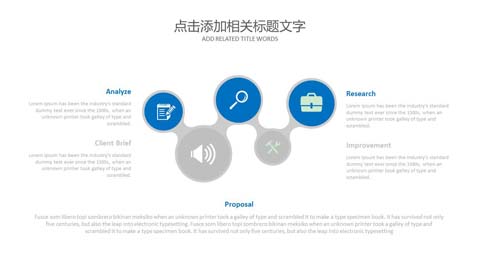 点击添加相关标题文字
ADD RELATED TITLE WORDS
Analyze
Lorem ipsum has been the industry's standard
dummy text ever since the 1500s, when an
unknown printer took galley of type and
scrambled.
Client Brief
Lorem ipsum has been the industry's standard
dummy text ever since the 1500s, when an
unknown printer took galley of type and
scrambled.
Research
Lorem ipsum has been the industry's standard
dummy text ever since the 1500s, when an
unknown printer took galley of type and
scrambled.
Improvement
Lorem ipsum has been the industry's standard
dummy text ever since the 1500s, when an
unknown printer took galley of type and
scrambled.
Proposal
Fusce som libero topi sombrero bikinan meksiko when an unknown printer took a galley of type and scrambled it to make a type specimen book. It has survived not only
five centuries, but also the leap into electronic typesetting. Fusce som libero topi sombrero bikinan meksiko when an unknown printer took a galley of type and
scrambled it to make a type specimen book. It has survived not only five centuries, but also the leap into electronic typesetting